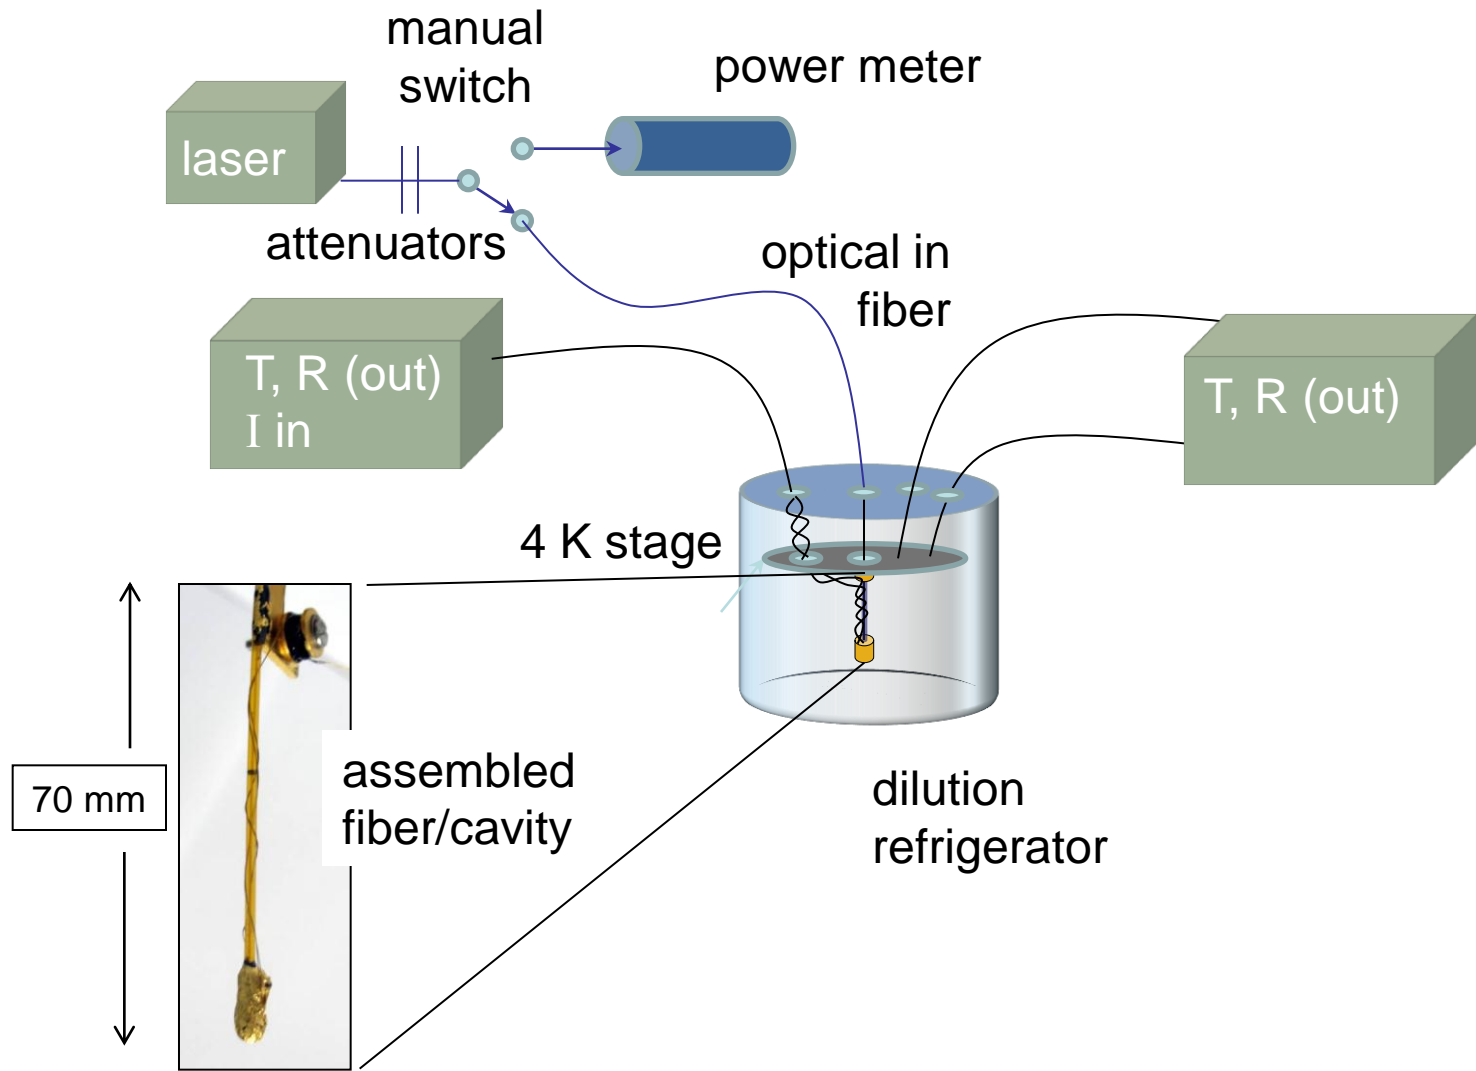 manual
switch
power meter
laser
attenuators
optical in
fiber
T, R (out)
I in
T, R (out)
4 K stage
70 mm
assembled
fiber/cavity
dilution
refrigerator